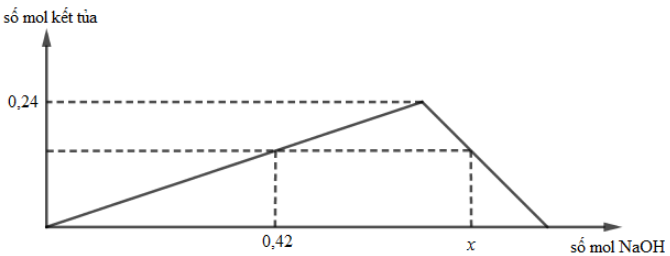 số mol kết tủa
0,24
0,42
x
số mol NaOH